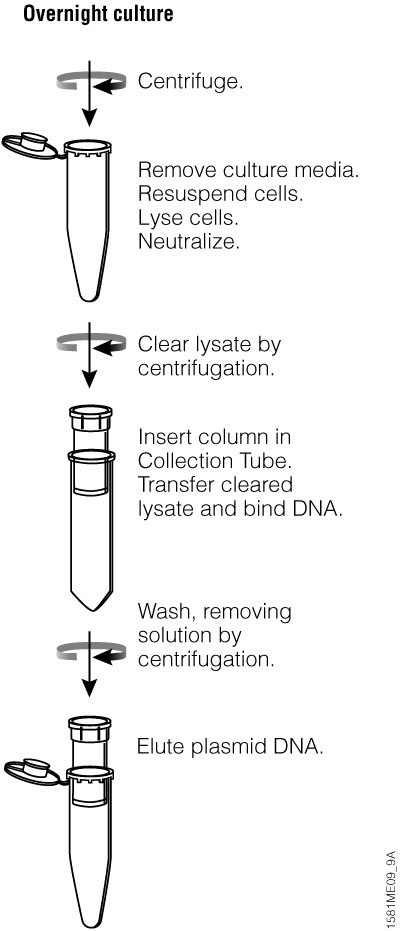 Overnight culture
Centrifuge.
Remove culture media.
Resuspend cells.
Lyse cells.
Neutralize.
Clear lysate by
centrifugation.
Insert column in
Collection Tube.
Transfer cleared
lysate and bind DNA.
Wash, removing
solution by
centrifugation.
Elute plasmid DNA.
1581ME09_9A